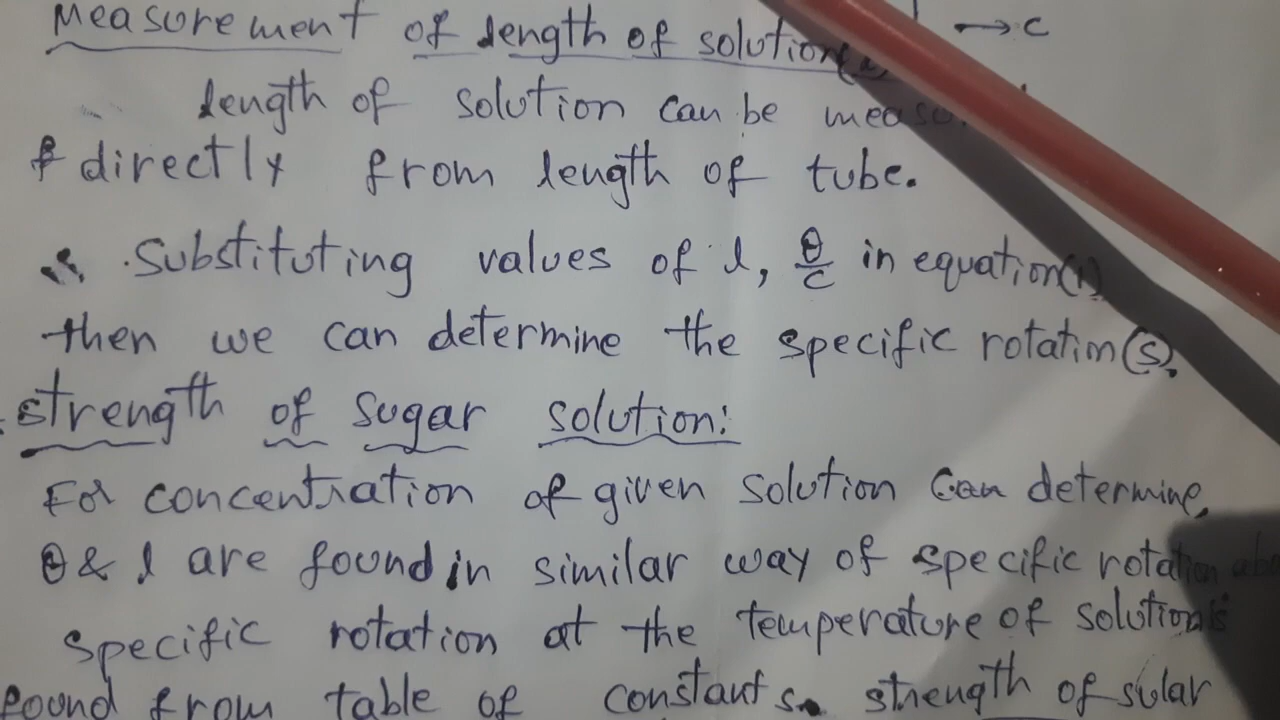 → c
Measurement of length of solution(l)
length of solution can be
directly from length of tube.
∴ Substituting values of l, θ/c in equation(1)
then we can determine the specific rotation(s).
strength of sugar solution:
For concentration of given solution can determine,
θ & l are found in similar way of specific rotation
specific rotation at the temperature of solution is
found from table of constants. strength of sular